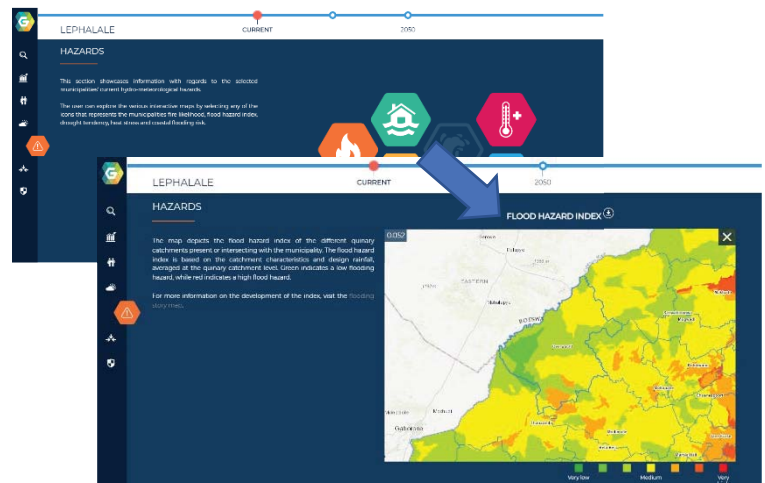 G
LEPHALALE
CURRENT
2050
HAZARDS
This section showcases information with regards to the selected
municipalities' current hydro-meteorological hazards.
The user can explore the various interactive maps by selecting any of the
icons that represents the municipalities fire likelihood, flood hazard index,
drought tendency, heat stress and coastal flooding risk.
G
LEPHALALE
CURRENT
2050
HAZARDS
FLOOD HAZARD INDEX
The map depicts the flood hazard index of the different quinary
catchments present or intersecting with the municipality. The flood hazard
index is based on the catchment characteristics and design rainfall,
averaged at the quinary catchment level. Green indicates a low flooding
hazard, while red indicates a high flood hazard.
For more information on the development of the index, visit the flooding
story map.
0.052
Palapye
EASTERN
Mahalapye
Gaborone
Very low
Medium
Very